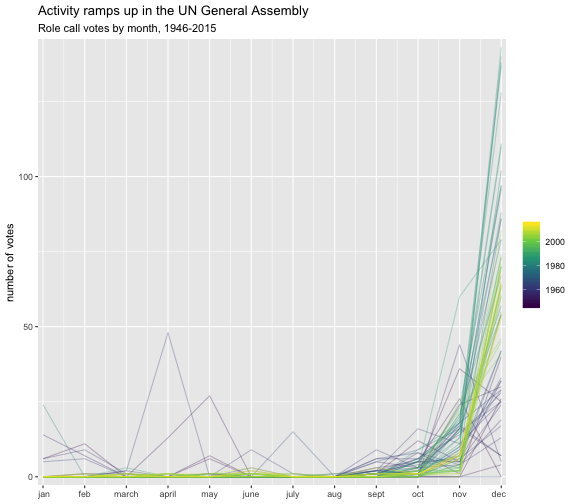 Activity ramps up in the UN General Assembly
Role call votes by month, 1946-2015
number of votes
100
50
0
jan feb march april may june july aug sept oct nov dec
2000
1980
1960